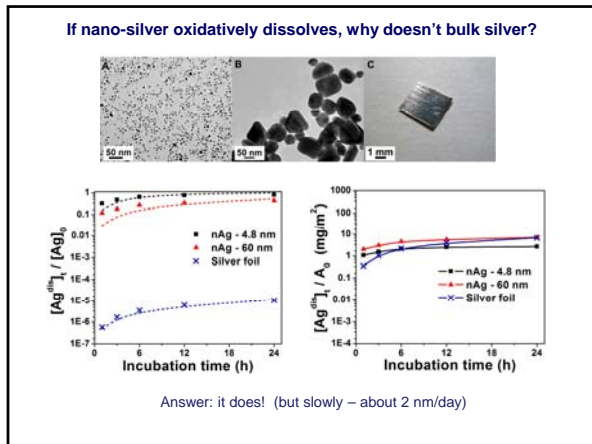 If nano-silver oxidatively dissolves, why doesn't bulk silver?
A
50 nm
B
50 nm
C
1 mm
[Ag^dis]_t / [Ag]_0
1
0.1
0.01
1E-3
1E-4
1E-5
1E-6
1E-7
nAg - 4.8 nm
nAg - 60 nm
Silver foil
0 6 12 18 24
Incubation time (h)
[Ag^dis]_t / A_0 (mg/m²)
1000
100
10
1
0.1
0.01
1E-3
1E-4
nAg - 4.8 nm
nAg - 60 nm
Silver foil
0 6 12 18 24
Incubation time (h)
Answer: it does! (but slowly – about 2 nm/day)